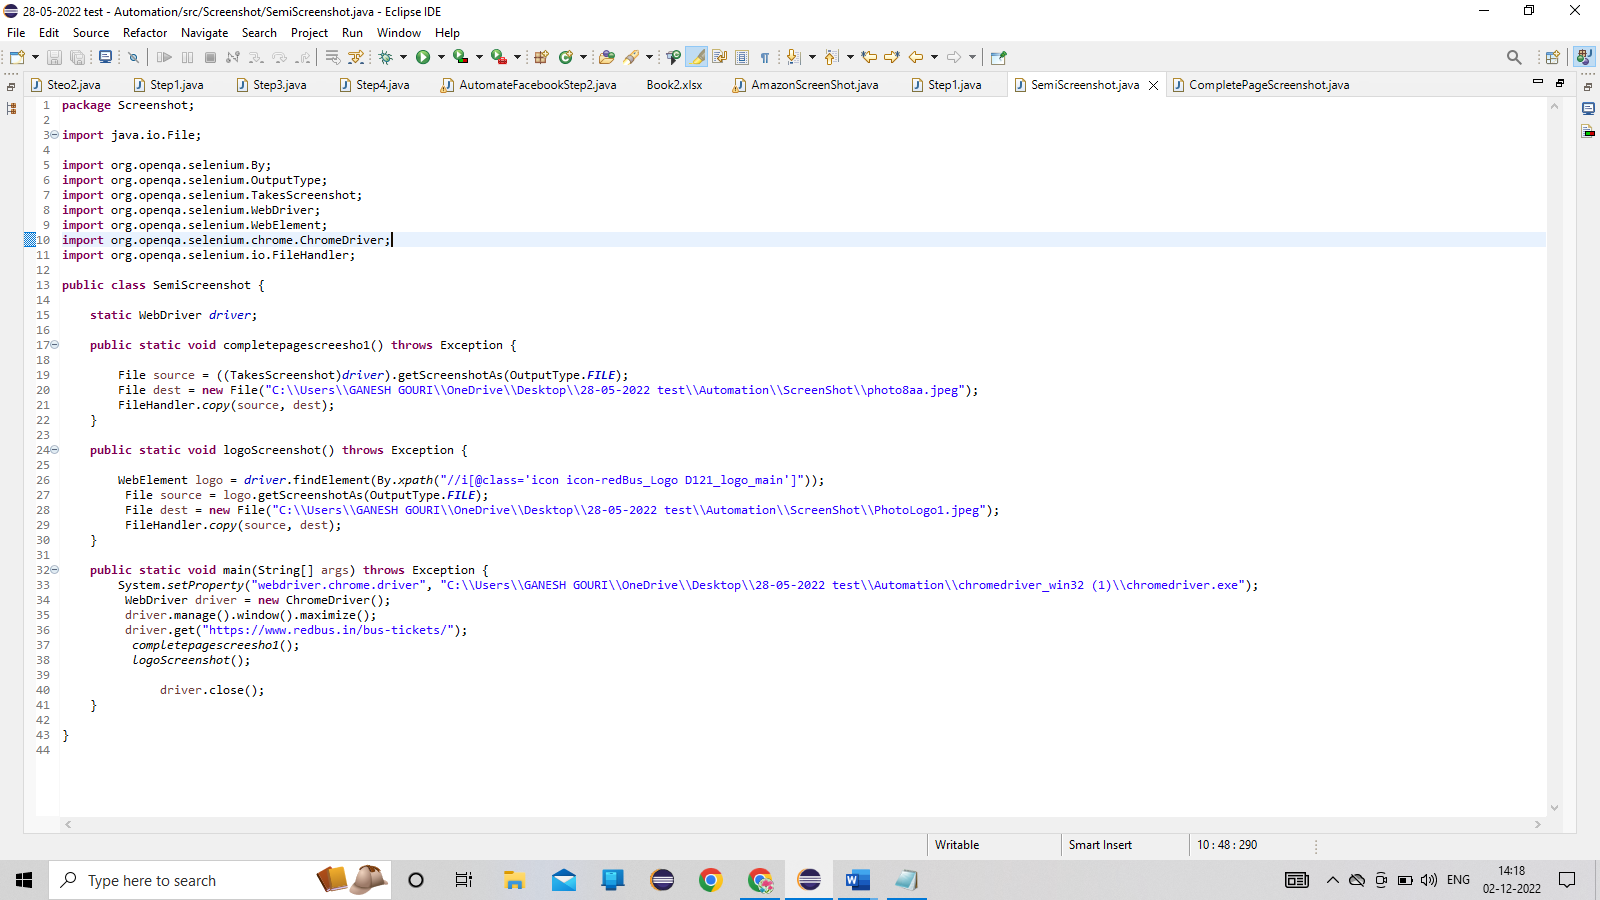 28-05-2022 test - Automation/src/Screenshot/SemiScreenshot.java - Eclipse IDE
File Edit Source Refactor Navigate Search Project Run Window Help
Steo2.java Step1.java Step3.java Step4.java AutomateFacebookStep2.java Book2.xlsx AmazonScreenShot.java Step1.java SemiScreenshot.java CompletePageScreenshot.java
1 package Screenshot;
2
3 import java.io.File;
4
5 import org.openqa.selenium.By;
6 import org.openqa.selenium.OutputType;
7 import org.openqa.selenium.TakesScreenshot;
8 import org.openqa.selenium.WebDriver;
9 import org.openqa.selenium.WebElement;
10 import org.openqa.selenium.chrome.ChromeDriver;
11 import org.openqa.selenium.io.FileHandler;
12
13 public class SemiScreenshot {
14
15 static WebDriver driver;
16
17 public static void completepagescreesho1() throws Exception {
18
19 File source = ((TakesScreenshot)driver).getScreenshotAs(OutputType.FILE);
20 File dest = new File("C:\\Users\\GANESH GOURI\\OneDrive\\Desktop\\28-05-2022 test\\Automation\\ScreenShot\\photo8aa.jpeg");
21 FileHandler.copy(source, dest);
22 }
23
24 public static void logoScreenshot() throws Exception {
25
26 WebElement logo = driver.findElement(By.xpath("//i[@class='icon icon-redBus_Logo D121_logo_main']"));
27 File source = logo.getScreenshotAs(OutputType.FILE);
28 File dest = new File("C:\\Users\\GANESH GOURI\\OneDrive\\Desktop\\28-05-2022 test\\Automation\\ScreenShot\\PhotoLogo1.jpeg");
29 FileHandler.copy(source, dest);
30 }
31
32 public static void main(String[] args) throws Exception {
33 System.setProperty("webdriver.chrome.driver", "C:\\Users\\GANESH GOURI\\OneDrive\\Desktop\\28-05-2022 test\\Automation\\chromedriver_win32 (1)\\chromedriver.exe");
34 WebDriver driver = new ChromeDriver();
35 driver.manage().window().maximize();
36 driver.get("https://www.redbus.in/bus-tickets/");
37 completepagescreesho1();
38 logoScreenshot();
39
40 driver.close();
41 }
42
43 }
44
Writable Smart Insert 10 : 48 : 290
Type here to search
ENG
14:18
02-12-2022